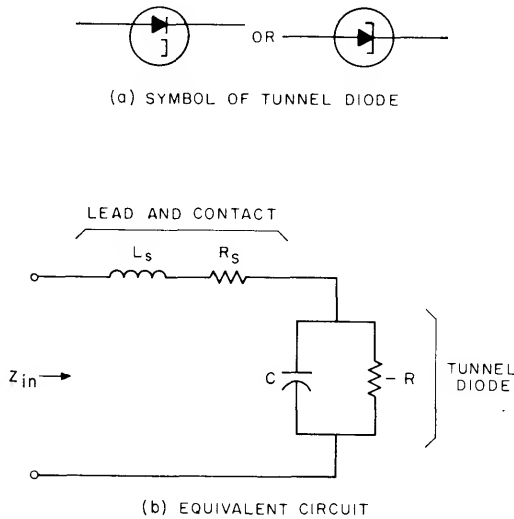 OR
(a) SYMBOL OF TUNNEL DIODE
LEAD AND CONTACT
Ls
Rs
Zin
C
– R
TUNNEL
DIODE
(b) EQUIVALENT CIRCUIT